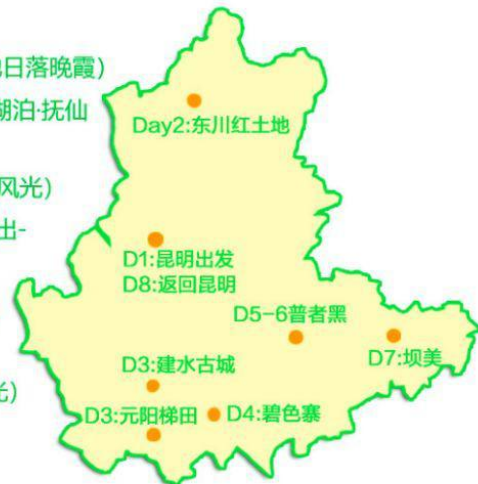 日落晚霞）
湖泊·抚仙
Day2:东川红土地
风光）
出-
D1:昆明出发
D8:返回昆明
D5-6普者黑
D7:坝美
D3:建水古城
D3:元阳梯田
D4:碧色寨